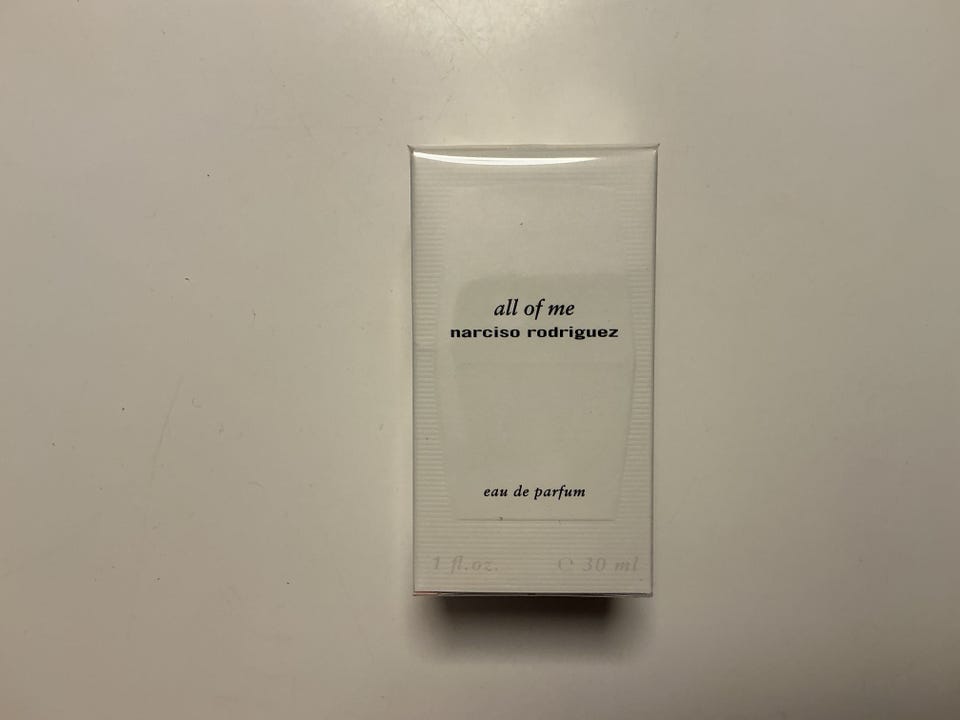 all of me
narciso rodriguez
eau de parfum
1 fl.oz. ℮ 30 ml